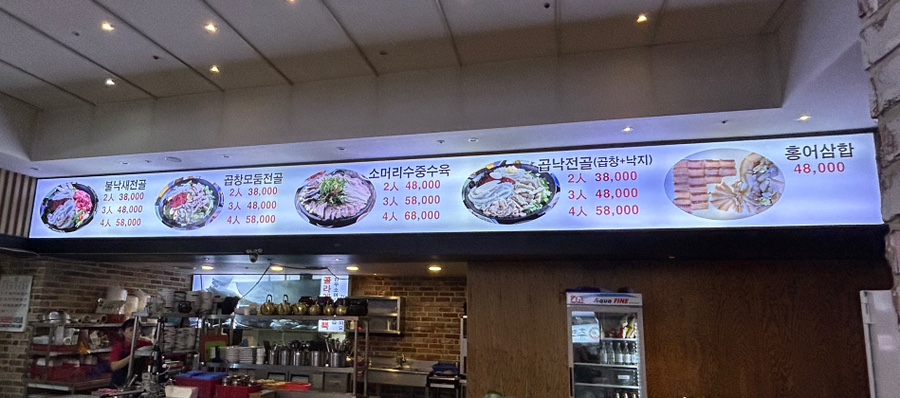 불낙새전골
2人 38,000
3人 48,000
4人 58,000
곱창모둠전골
2人 38,000
3人 48,000
4人 58,000
소머리수중수육
2人 48,000
3人 58,000
4人 68,000
곱낙전골(곱창+낙지)
2人 38,000
3人 48,000
4人 58,000
홍어삼합
48,000
Aqua FINE